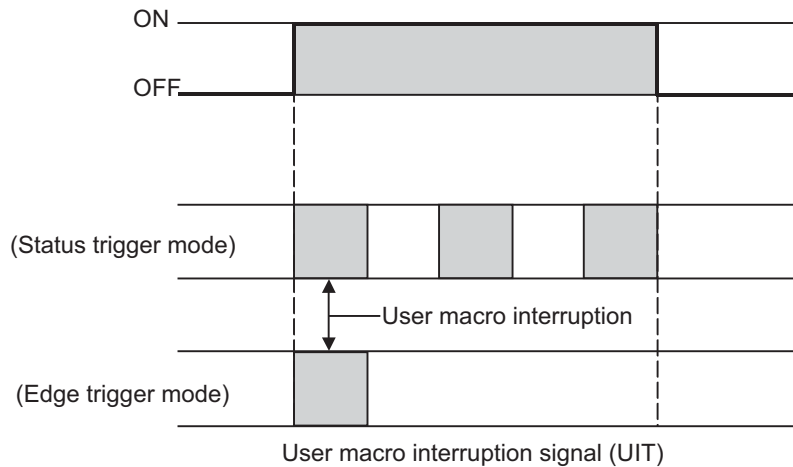 ON
OFF
(Status trigger mode)
User macro interruption
(Edge trigger mode)
User macro interruption signal (UIT)